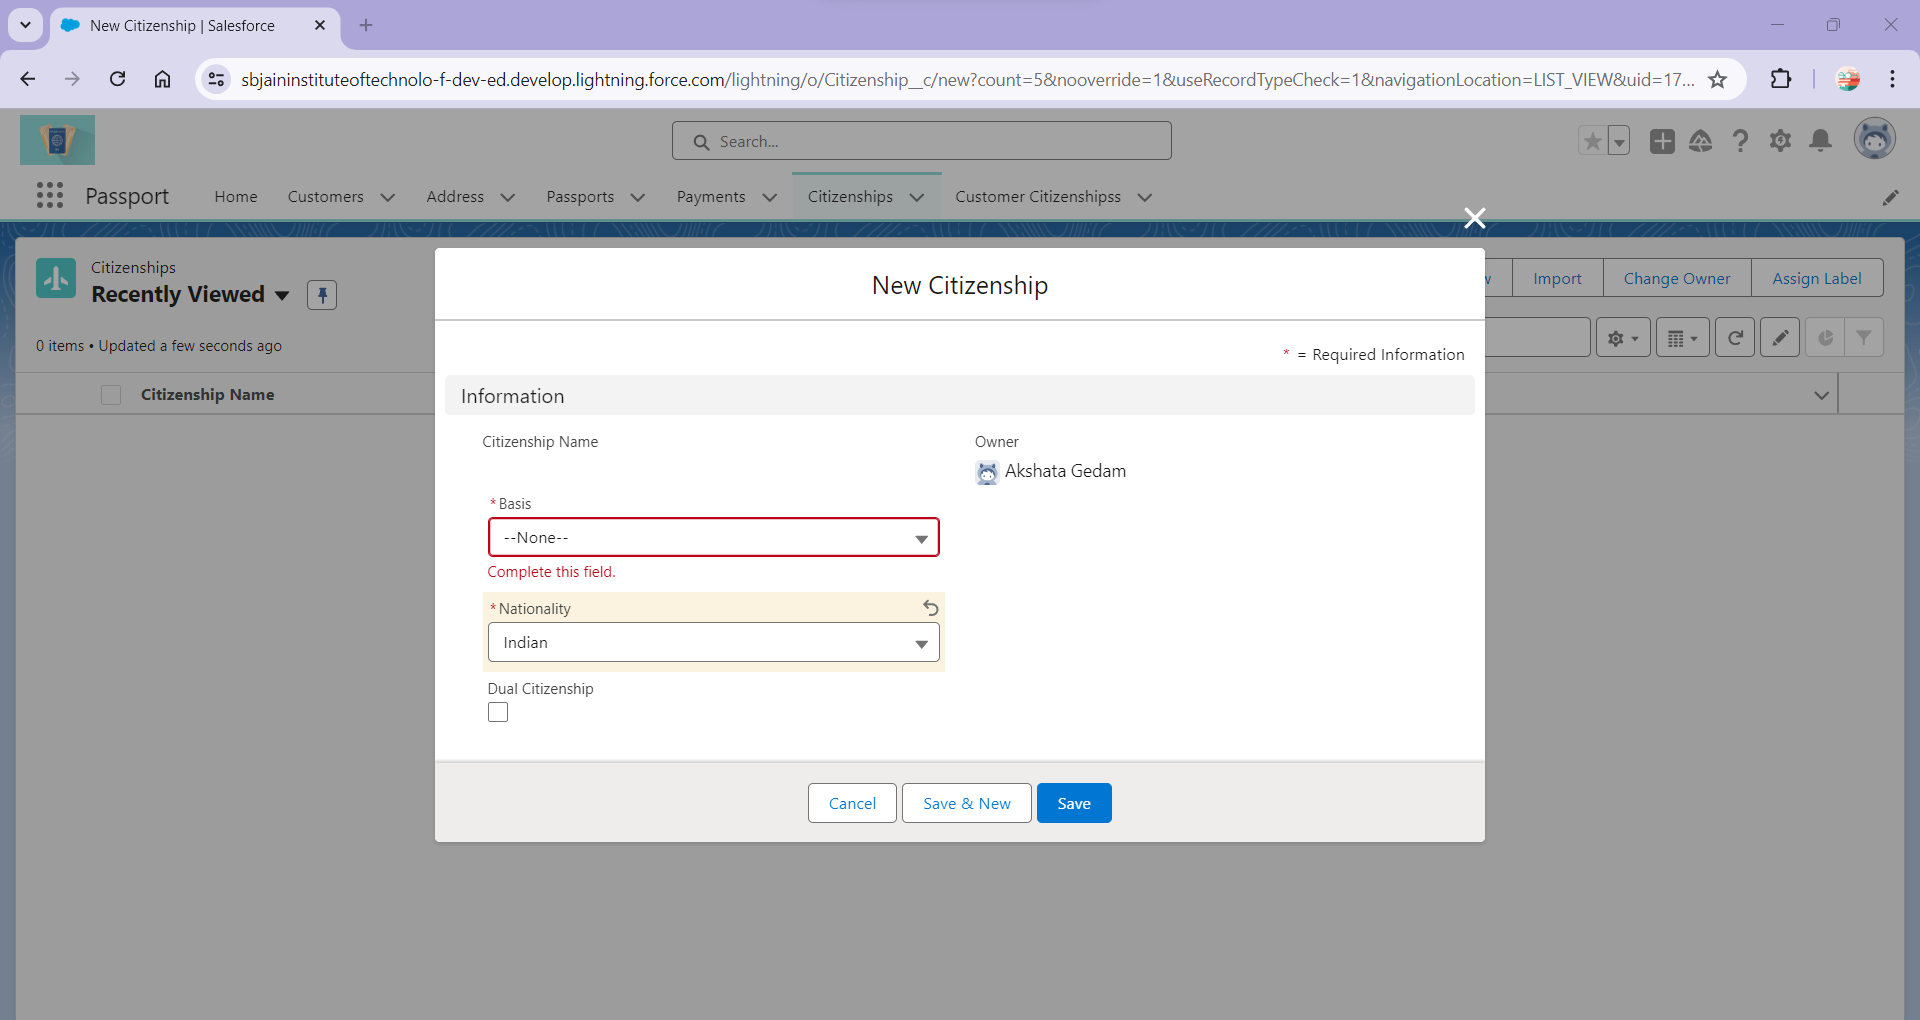 New Citizenship | Salesforce
sbjaininstituteoftechnolo-f-dev-ed.develop.lightning.force.com/lightning/o/Citizenship__c/new?count=5&nooverride=1&useRecordTypeCheck=1&navigationLocation=LIST_VIEW&uid=17...
Search...
Passport
Home
Customers
Address
Passports
Payments
Citizenships
Customer Citizenshipss
Citizenships
Recently Viewed
Import
Change Owner
Assign Label
0 items • Updated a few seconds ago
Citizenship Name
New Citizenship
* = Required Information
Information
Citizenship Name
Owner
Akshata Gedam
*Basis
--None--
Complete this field.
*Nationality
Indian
Dual Citizenship
Cancel
Save & New
Save